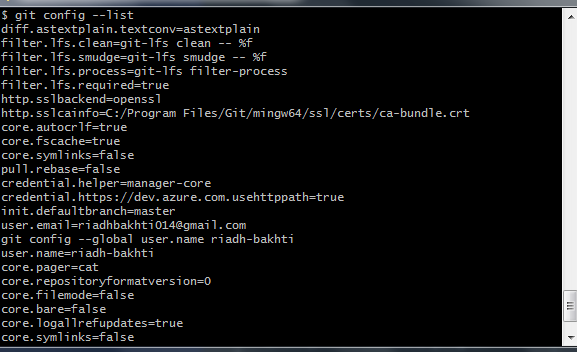 $ git config --list
diff.astextplain.textconv=astextplain
filter.lfs.clean=git-lfs clean -- %f
filter.lfs.smudge=git-lfs smudge -- %f
filter.lfs.process=git-lfs filter-process
filter.lfs.required=true
http.sslbackend=openssl
http.sslcainfo=C:/Program Files/Git/mingw64/ssl/certs/ca-bundle.crt
core.autocrlf=true
core.fscache=true
core.symlinks=false
pull.rebase=false
credential.helper=manager-core
credential.https://dev.azure.com.usehttppath=true
init.defaultbranch=master
user.email=riadhbakhti014@gmail.com
git config --global user.name riadh-bakhti
user.name=riadh-bakhti
core.pager=cat
core.repositoryformatversion=0
core.filemode=false
core.bare=false
core.logallrefupdates=true
core.symlinks=false